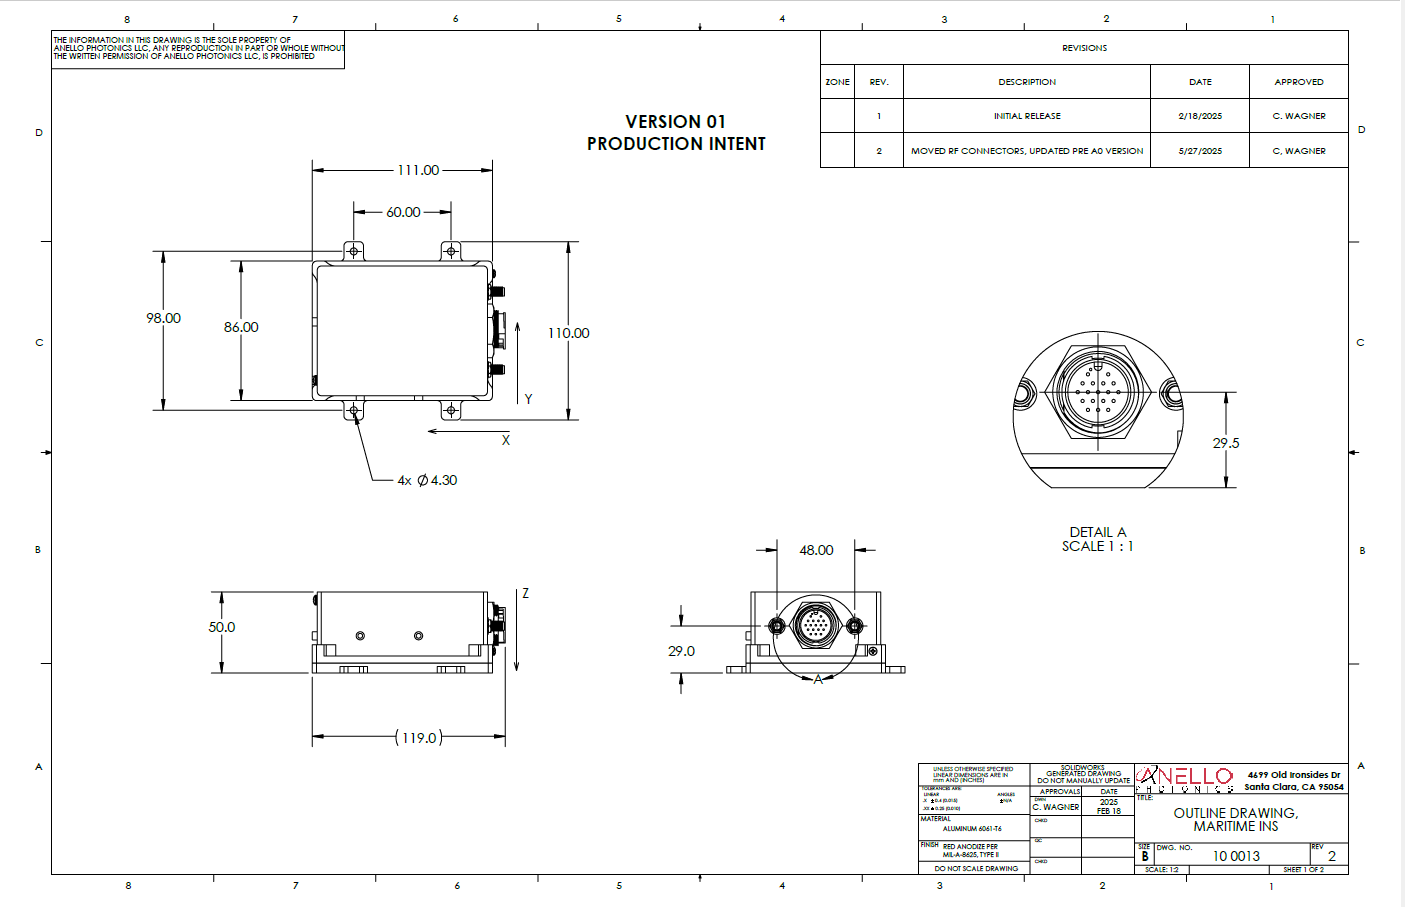 8 7 6 5 4 3 2 1
THE INFORMATION IN THIS DRAWING IS THE SOLE PROPERTY OF
ANELLO PHOTONICS LLC, ANY REPRODUCTION IN PART OR WHOLE WITHOUT
THE WRITTEN PERMISSION OF ANELLO PHOTONICS LLC, IS PROHIBITED
REVISIONS
ZONE REV. DESCRIPTION DATE APPROVED
1 INITIAL RELEASE 2/18/2025 C. WAGNER
2 MOVED RF CONNECTORS, UPDATED PRE A0 VERSION 5/27/2025 C, WAGNER
VERSION 01
PRODUCTION INTENT
D D
111.00
60.00
98.00
86.00
110.00
C C
Y
X
4x Ø 4.30
29.5
DETAIL A
SCALE 1 : 1
B B
48.00
Z
50.0
29.0
A
(119.0)
A A
UNLESS OTHERWISE SPECIFIED
LINEAR DIMENSIONS ARE IN
mm AND (INCHES)
TOLERANCES ARE:
LINEAR ANGLES
.X ±0.4 (0.015) ±N/A
.XX ±0.25 (0.010)
MATERIAL
ALUMINUM 6061-T6
FINISH RED ANODIZE PER
MIL-A-8625, TYPE II
DO NOT SCALE DRAWING
SOLIDWORKS
GENERATED DRAWING
DO NOT MANUALLY UPDATE
APPROVALS DATE
DWN
C. WAGNER 2025
FEB 18
CHKD
QC
CHKD
ANELLO
PHOTONICS
4699 Old Ironsides Dr
Santa Clara, CA 95054
TITLE:
OUTLINE DRAWING,
MARITIME INS
SIZE DWG. NO. REV
B 10 0013 2
SCALE: 1:2 SHEET 1 OF 2
8 7 6 5 4 3 2 1